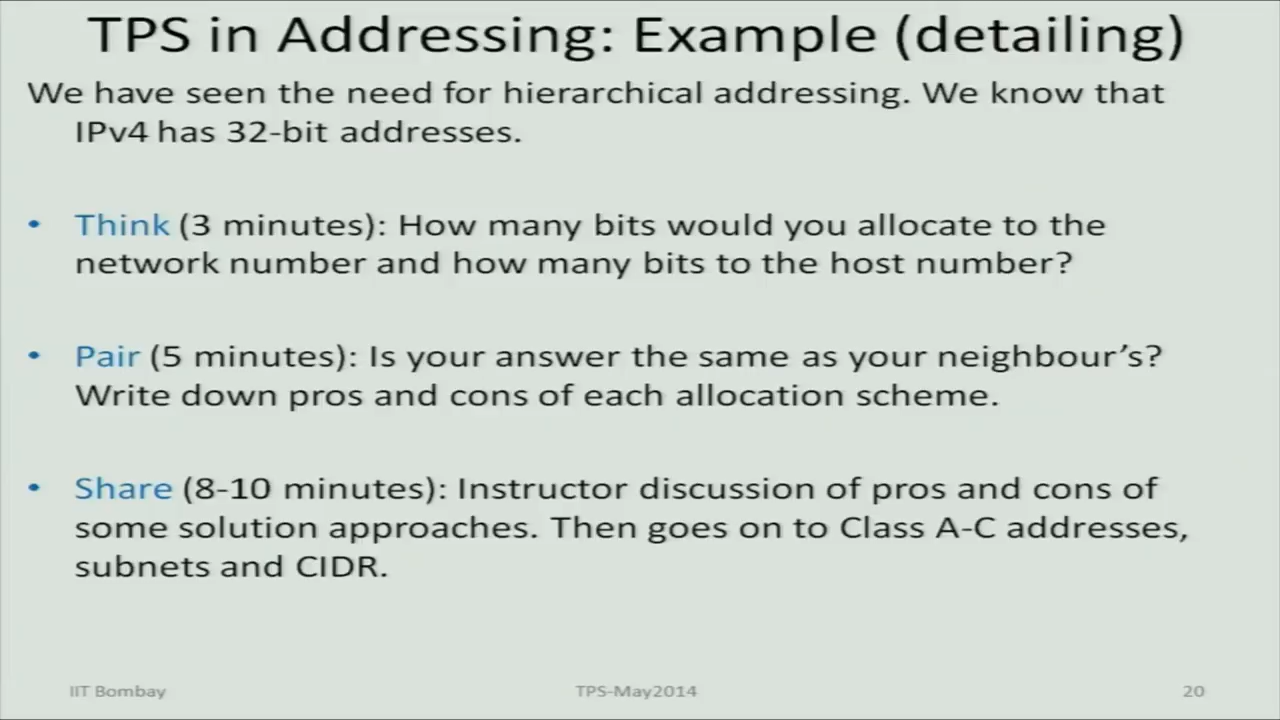 TPS in Addressing: Example (detailing)
We have seen the need for hierarchical addressing. We know that
IPv4 has 32-bit addresses.
• Think (3 minutes): How many bits would you allocate to the
network number and how many bits to the host number?
• Pair (5 minutes): Is your answer the same as your neighbour’s?
Write down pros and cons of each allocation scheme.
• Share (8-10 minutes): Instructor discussion of pros and cons of
some solution approaches. Then goes on to Class A-C addresses,
subnets and CIDR.
IIT Bombay
TPS-May2014
20